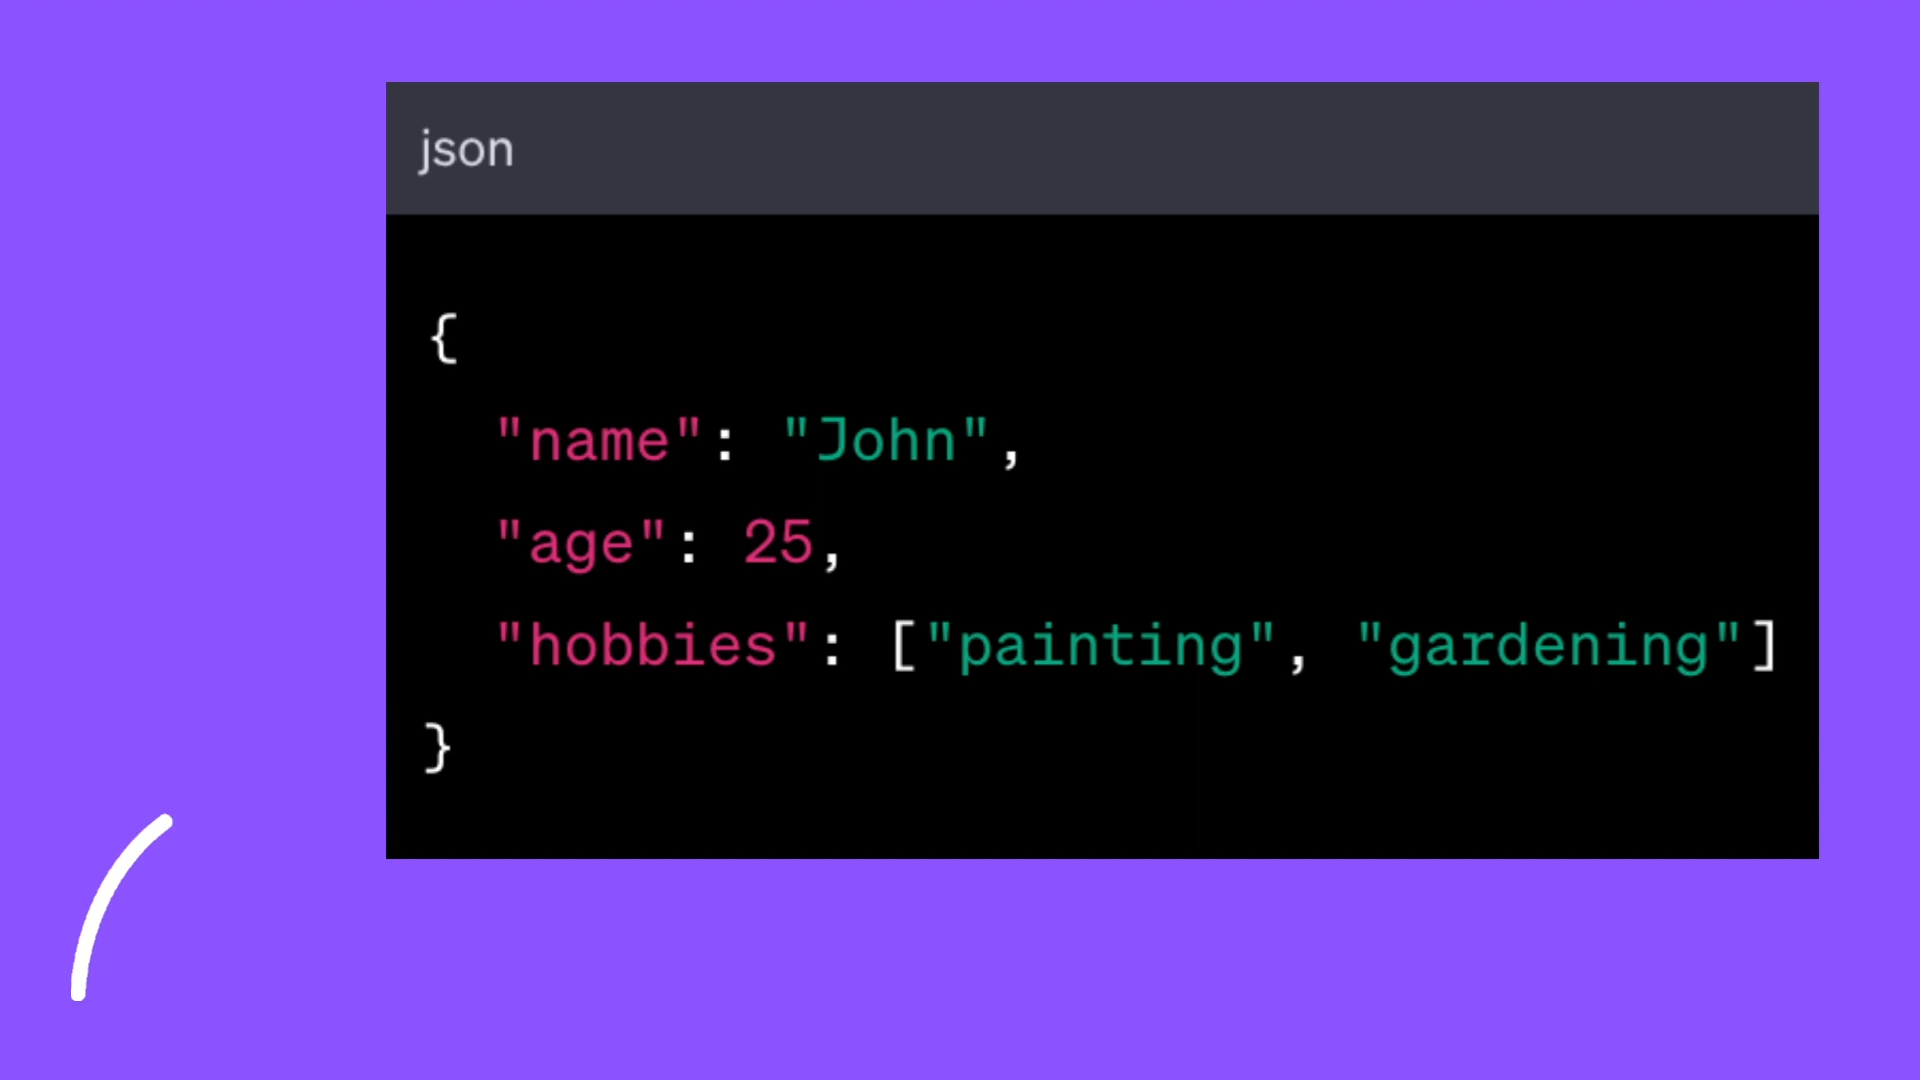 json
{
"name": "John",
"age": 25,
"hobbies": ["painting", "gardening"]
}